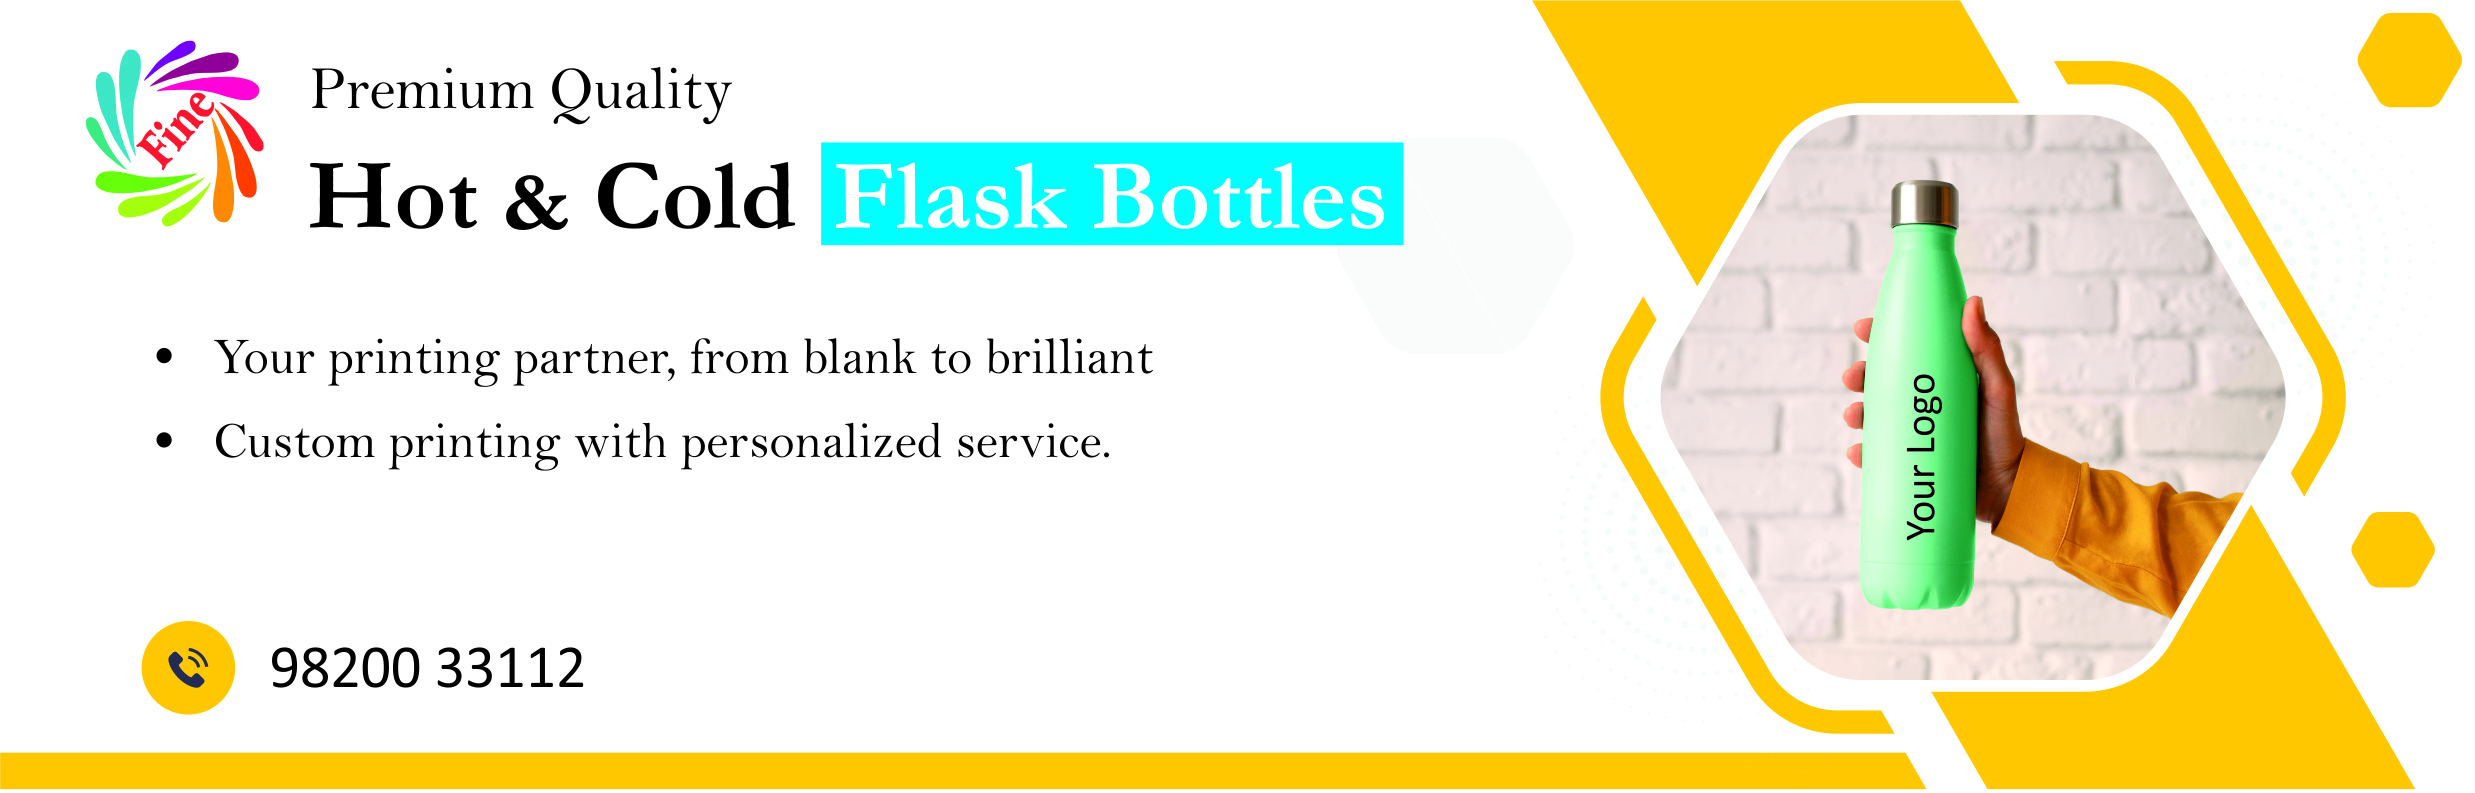 Fine
Premium Quality
Hot & Cold Flask Bottles
• Your printing partner, from blank to brilliant
• Custom printing with personalized service.
98200 33112
Your Logo